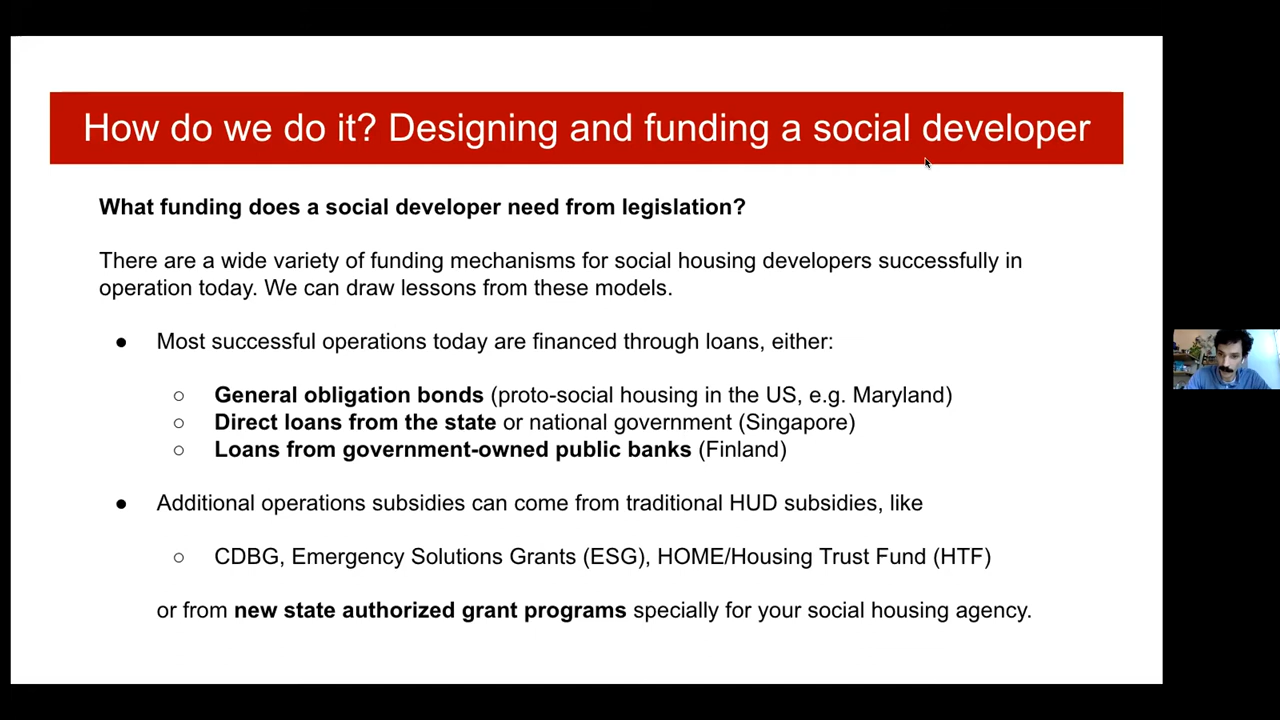 How do we do it? Designing and funding a social developer
What funding does a social developer need from legislation?
There are a wide variety of funding mechanisms for social housing developers successfully in
operation today. We can draw lessons from these models.
● Most successful operations today are financed through loans, either:
○ General obligation bonds (proto-social housing in the US, e.g. Maryland)
○ Direct loans from the state or national government (Singapore)
○ Loans from government-owned public banks (Finland)
● Additional operations subsidies can come from traditional HUD subsidies, like
○ CDBG, Emergency Solutions Grants (ESG), HOME/Housing Trust Fund (HTF)
or from new state authorized grant programs specially for your social housing agency.